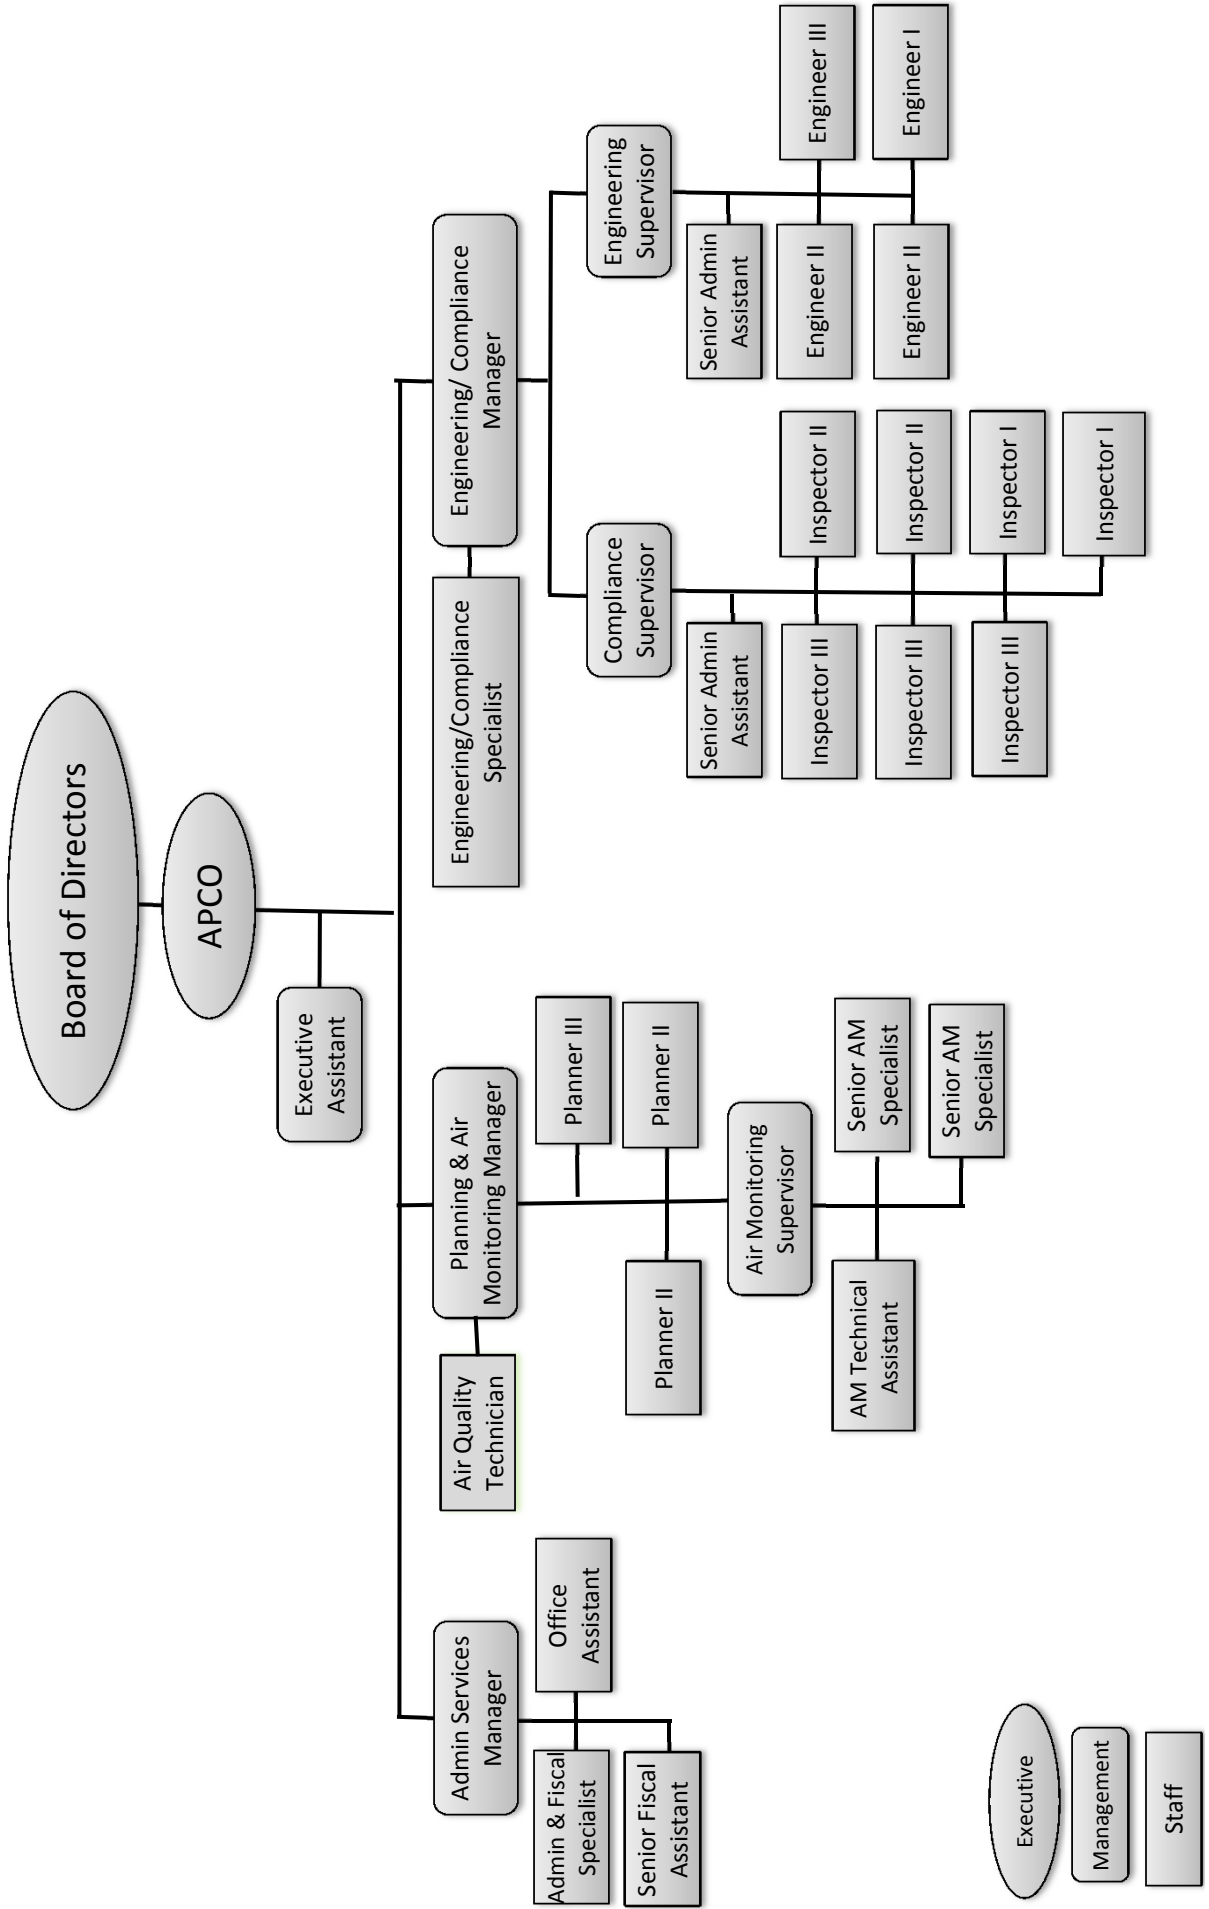 Board of Directors
APCO
Executive
Assistant
Admin Services
Manager
Admin & Fiscal
Specialist
Office
Assistant
Senior Fiscal
Assistant
Air Quality
Technician
Planning & Air
Monitoring Manager
Planner III
Planner II
Planner II
Air Monitoring
Supervisor
AM Technical
Assistant
Senior AM
Specialist
Senior AM
Specialist
Engineering/Compliance
Specialist
Engineering/ Compliance
Manager
Compliance
Supervisor
Senior Admin
Assistant
Inspector III
Inspector II
Inspector III
Inspector II
Inspector III
Inspector I
Inspector I
Engineering
Supervisor
Senior Admin
Assistant
Engineer II
Engineer III
Engineer II
Engineer I
Executive
Management
Staff